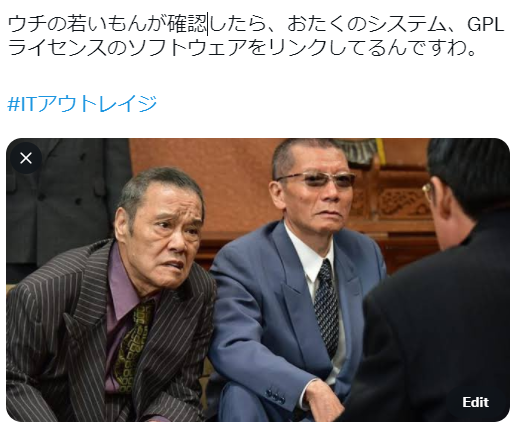 ウチの若いもんが確認したら、おたくのシステム、GPL
ライセンスのソフトウェアをリンクしてるんですわ。
#ITアウトレイジ
Edit